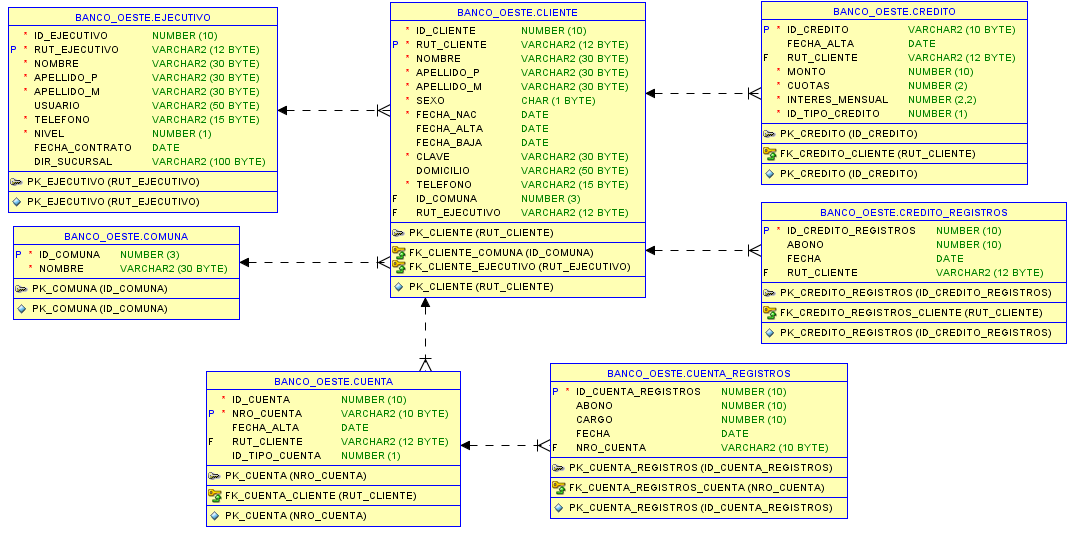 BANCO_OESTE.EJECUTIVO
* ID_EJECUTIVO NUMBER (10)
P * RUT_EJECUTIVO VARCHAR2 (12 BYTE)
* NOMBRE VARCHAR2 (30 BYTE)
* APELLIDO_P VARCHAR2 (30 BYTE)
* APELLIDO_M VARCHAR2 (30 BYTE)
USUARIO VARCHAR2 (50 BYTE)
* TELEFONO VARCHAR2 (15 BYTE)
* NIVEL NUMBER (1)
FECHA_CONTRATO DATE
DIR_SUCURSAL VARCHAR2 (100 BYTE)
PK_EJECUTIVO (RUT_EJECUTIVO)
PK_EJECUTIVO (RUT_EJECUTIVO)
BANCO_OESTE.COMUNA
P * ID_COMUNA NUMBER (3)
* NOMBRE VARCHAR2 (30 BYTE)
PK_COMUNA (ID_COMUNA)
PK_COMUNA (ID_COMUNA)
BANCO_OESTE.CLIENTE
* ID_CLIENTE NUMBER (10)
P * RUT_CLIENTE VARCHAR2 (12 BYTE)
* NOMBRE VARCHAR2 (30 BYTE)
* APELLIDO_P VARCHAR2 (30 BYTE)
* APELLIDO_M VARCHAR2 (30 BYTE)
* SEXO CHAR (1 BYTE)
* FECHA_NAC DATE
FECHA_ALTA DATE
FECHA_BAJA DATE
* CLAVE VARCHAR2 (30 BYTE)
DOMICILIO VARCHAR2 (50 BYTE)
* TELEFONO VARCHAR2 (15 BYTE)
F ID_COMUNA NUMBER (3)
F RUT_EJECUTIVO VARCHAR2 (12 BYTE)
PK_CLIENTE (RUT_CLIENTE)
FK_CLIENTE_COMUNA (ID_COMUNA)
FK_CLIENTE_EJECUTIVO (RUT_EJECUTIVO)
PK_CLIENTE (RUT_CLIENTE)
BANCO_OESTE.CREDITO
P * ID_CREDITO VARCHAR2 (10 BYTE)
FECHA_ALTA DATE
F RUT_CLIENTE VARCHAR2 (12 BYTE)
* MONTO NUMBER (10)
* CUOTAS NUMBER (2)
* INTERES_MENSUAL NUMBER (2,2)
* ID_TIPO_CREDITO NUMBER (1)
PK_CREDITO (ID_CREDITO)
FK_CREDITO_CLIENTE (RUT_CLIENTE)
PK_CREDITO (ID_CREDITO)
BANCO_OESTE.CREDITO_REGISTROS
P * ID_CREDITO_REGISTROS NUMBER (10)
ABONO NUMBER (10)
FECHA DATE
F RUT_CLIENTE VARCHAR2 (12 BYTE)
PK_CREDITO_REGISTROS (ID_CREDITO_REGISTROS)
FK_CREDITO_REGISTROS_CLIENTE (RUT_CLIENTE)
PK_CREDITO_REGISTROS (ID_CREDITO_REGISTROS)
BANCO_OESTE.CUENTA
* ID_CUENTA NUMBER (10)
P * NRO_CUENTA VARCHAR2 (10 BYTE)
FECHA_ALTA DATE
F RUT_CLIENTE VARCHAR2 (12 BYTE)
ID_TIPO_CUENTA NUMBER (1)
PK_CUENTA (NRO_CUENTA)
FK_CUENTA_CLIENTE (RUT_CLIENTE)
PK_CUENTA (NRO_CUENTA)
BANCO_OESTE.CUENTA_REGISTROS
P * ID_CUENTA_REGISTROS NUMBER (10)
ABONO NUMBER (10)
CARGO NUMBER (10)
FECHA DATE
F NRO_CUENTA VARCHAR2 (10 BYTE)
PK_CUENTA_REGISTROS (ID_CUENTA_REGISTROS)
FK_CUENTA_REGISTROS_CUENTA (NRO_CUENTA)
PK_CUENTA_REGISTROS (ID_CUENTA_REGISTROS)